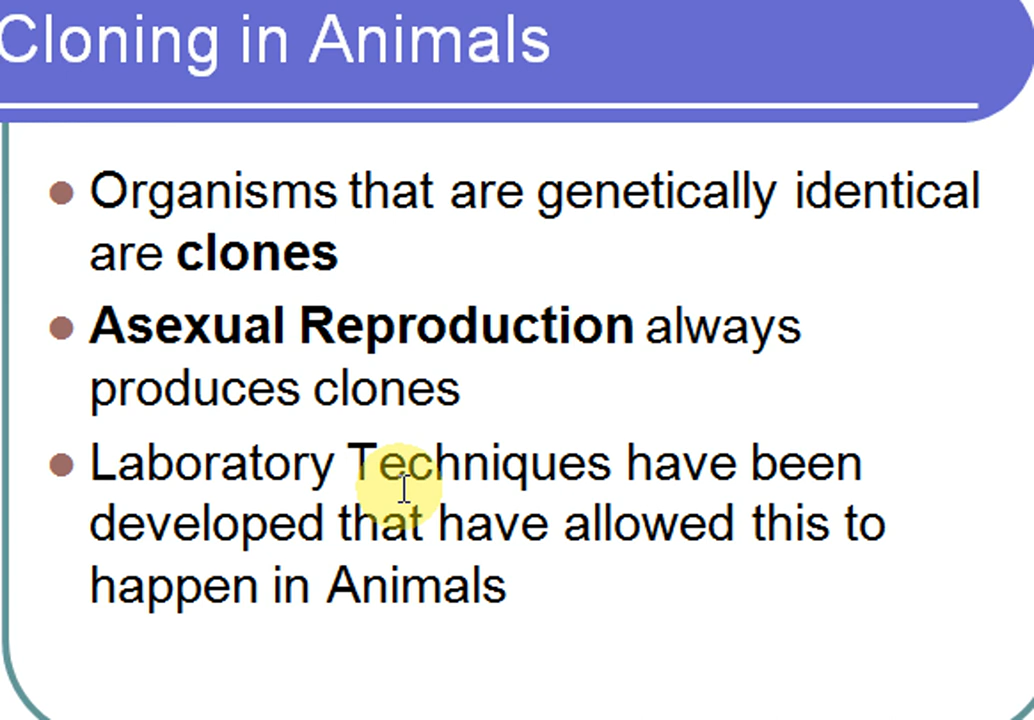 Cloning in Animals
Organisms that are genetically identical
are clones
Asexual Reproduction always
produces clones
Laboratory Techniques have been
developed that have allowed this to
happen in Animals